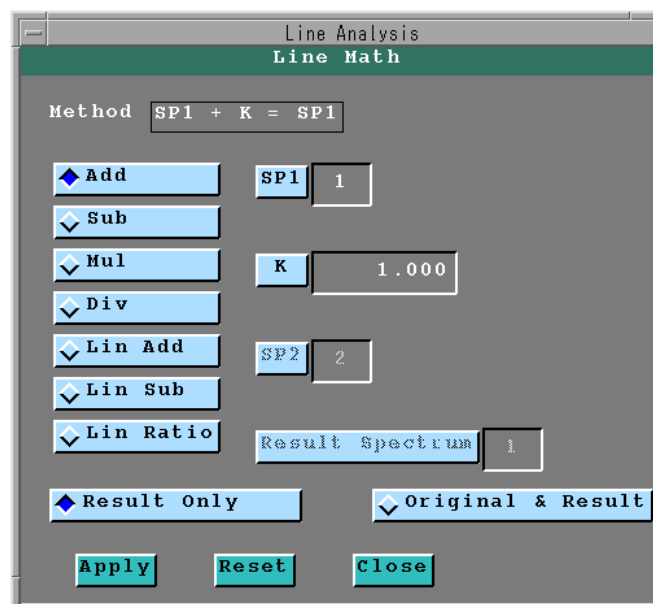 Line Analysis
Line Math
Method SP1 + K = SP1
Add
SP1 1
Sub
Mul
K 1.000
Div
Lin Add
SP2 2
Lin Sub
Lin Ratio
Result Spectrum 1
Result Only
Original & Result
Apply Reset Close